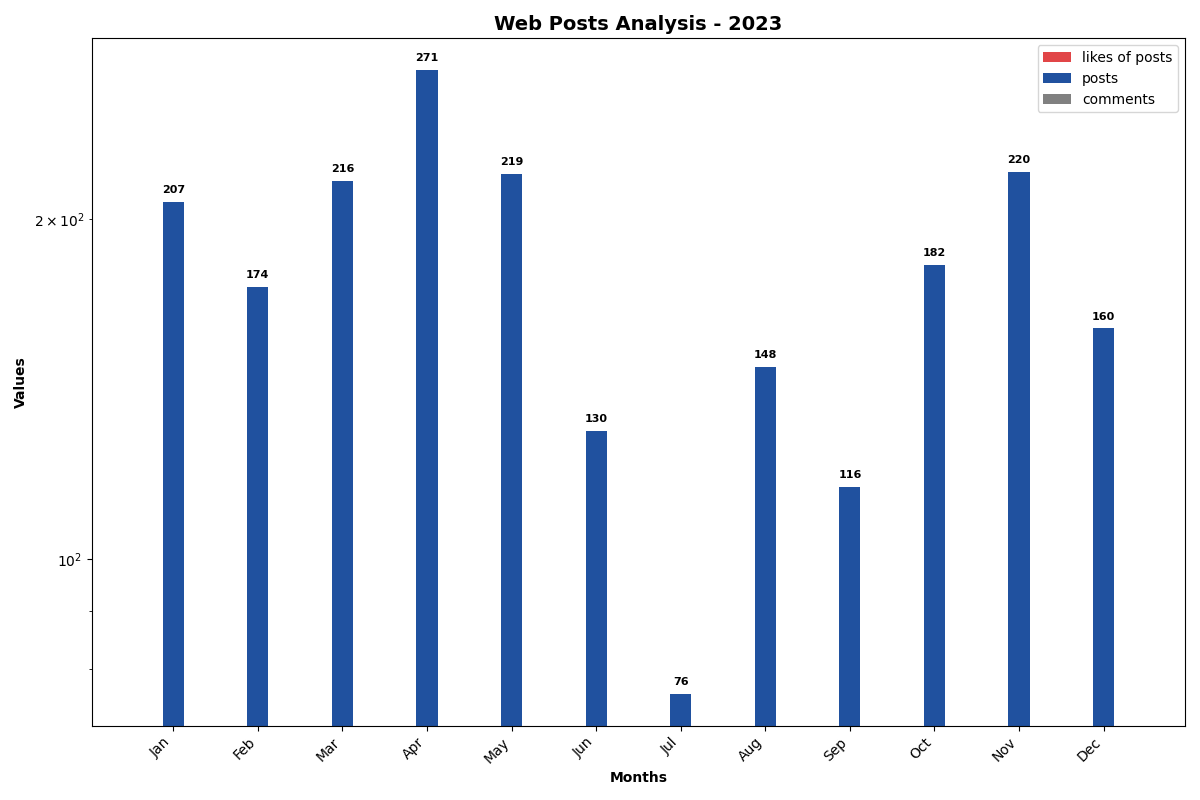 Web Posts Analysis - 2023
likes of posts
posts
comments
271
219
220
216
207
182
174
160
148
130
116
76
2 × 10²
10²
Values
Jan
Feb
Mar
Apr
May
Jun
Jul
Aug
Sep
Oct
Nov
Dec
Months